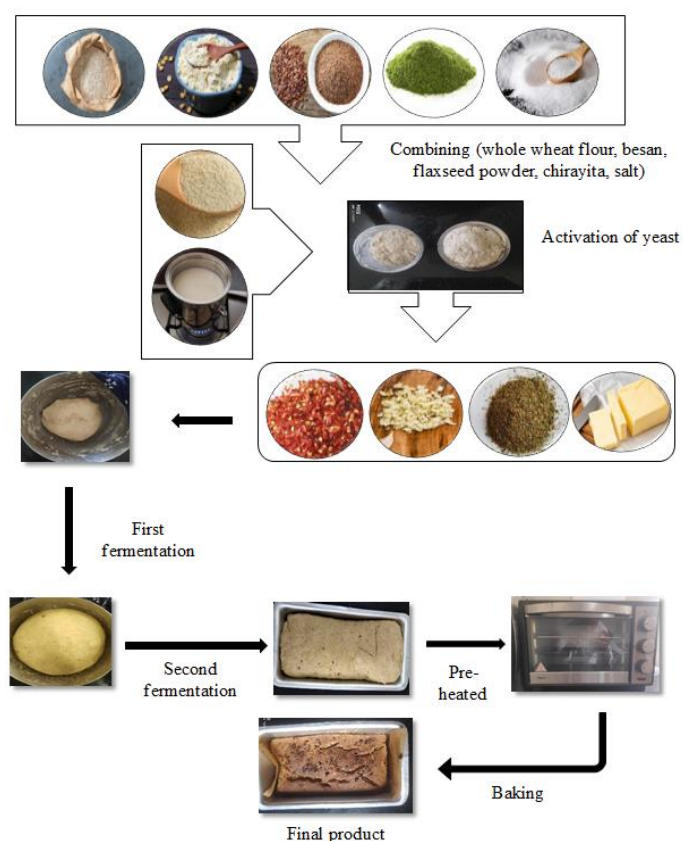 Combining (whole wheat flour, besan,
flaxseed powder, chirayita, salt)
Activation of yeast
First
fermentation
Second
fermentation
Pre-
heated
Baking
Final product